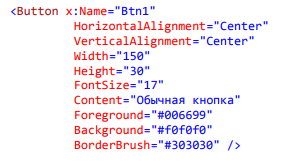 <Button x:Name="Btn1"
HorizontalAlignment="Center"
VerticalAlignment="Center"
Width="150"
Height="30"
FontSize="17"
Content="Обычная кнопка"
Foreground="#006699"
Background="#f0f0f0"
BorderBrush="#303030" />